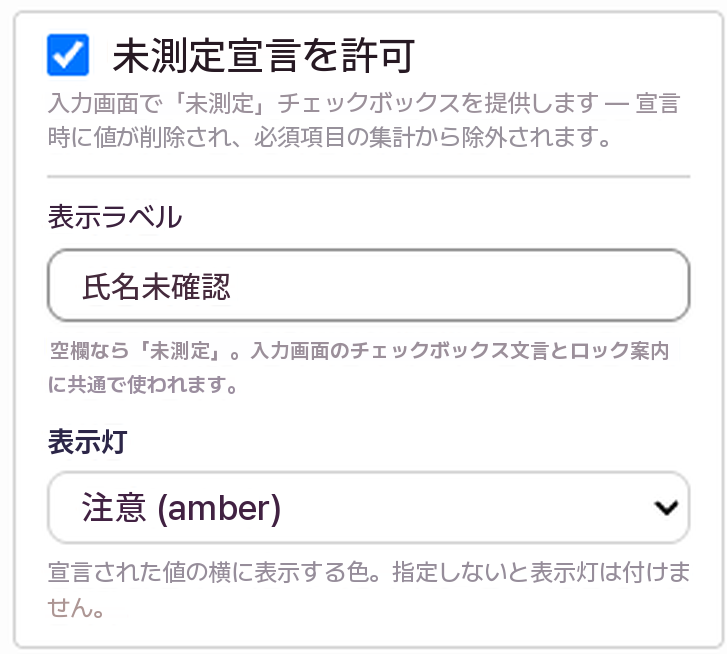 未測定宣言を許可
入力画面で「未測定」チェックボックスを提供します — 宣言
時に値が削除され、必須項目の集計から除外されます。
表示ラベル
氏名未確認
空欄なら「未測定」。入力画面のチェックボックス文言とロック案内
に共通で使われます。
表示灯
注意 (amber)
宣言された値の横に表示する色。指定しないと表示灯は付けま
せん。